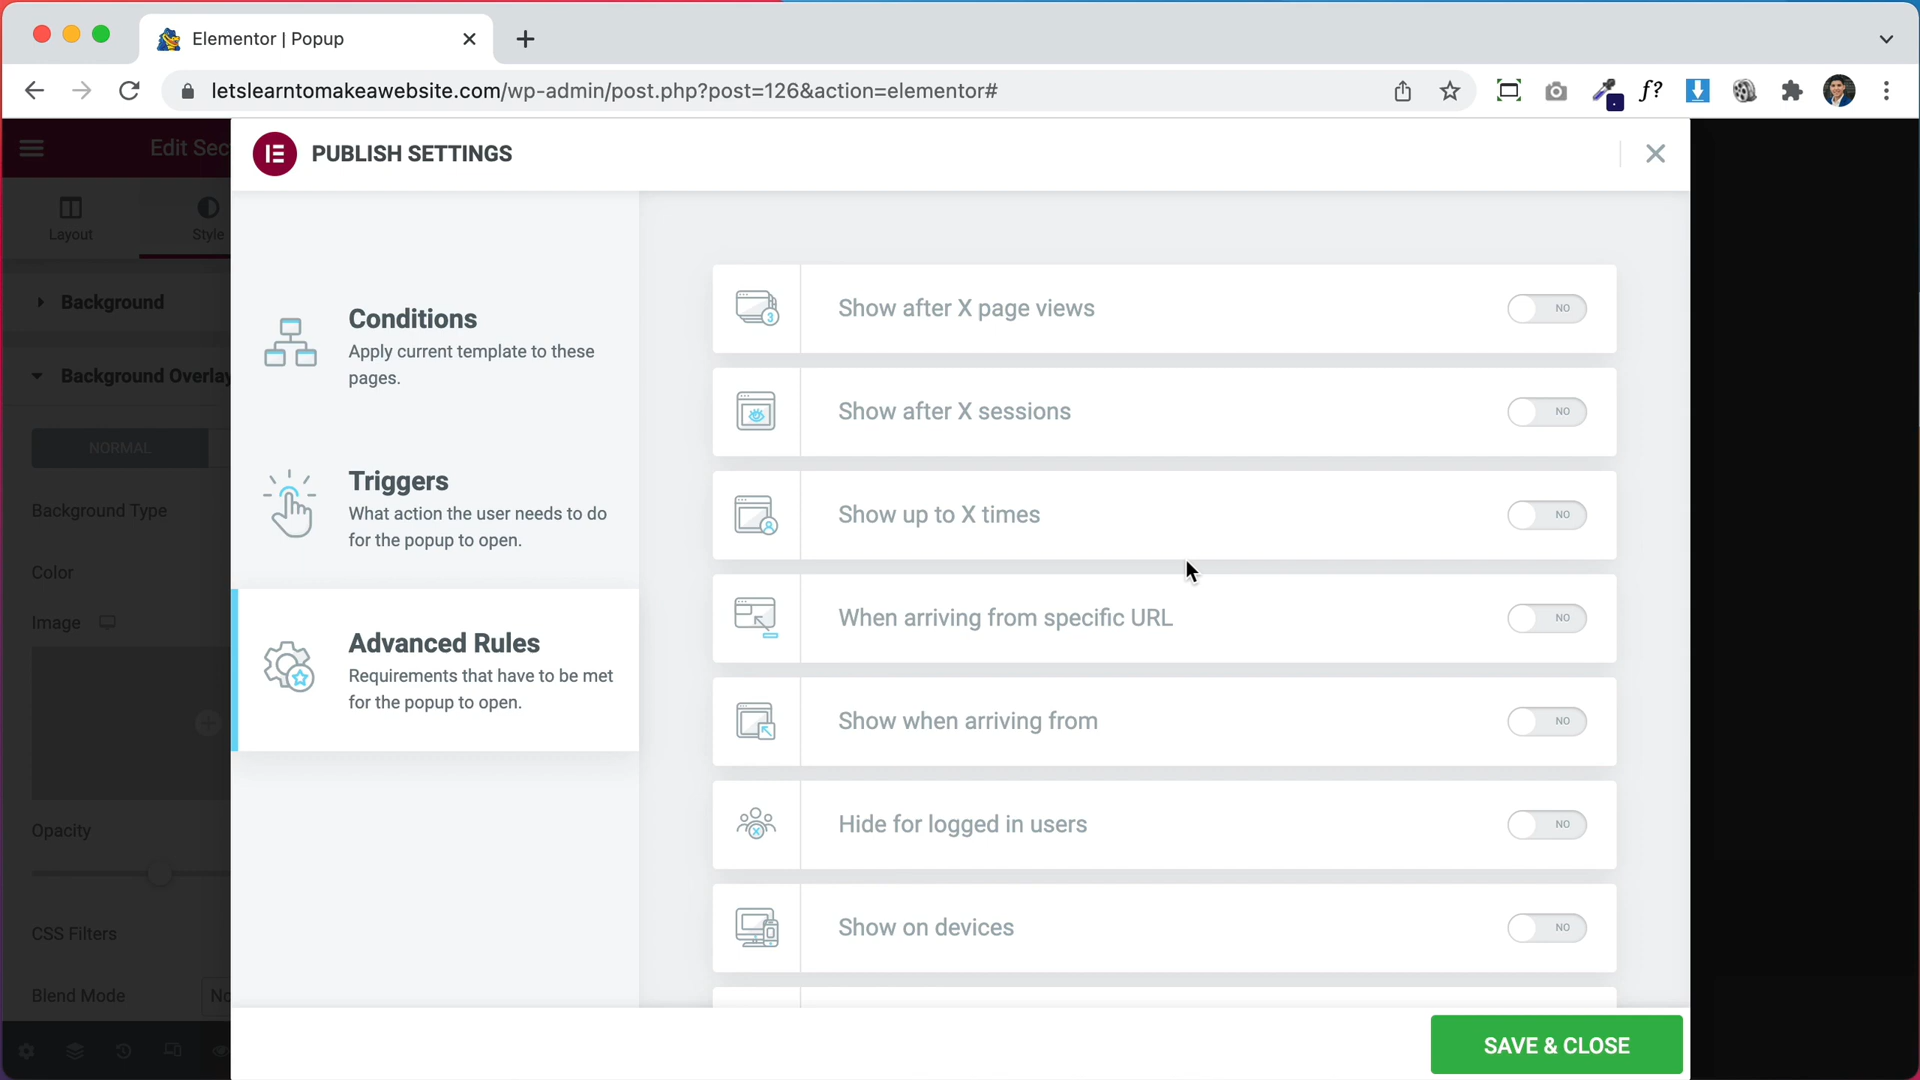 Elementor | Popup
letslearntomakeawebsite.com/wp-admin/post.php?post=126&action=elementor#
f?
Edit Sec
PUBLISH SETTINGS
Layout
Style
Background
Background Overlay
NORMAL
Background Type
Color
Image
Opacity
CSS Filters
Blend Mode
No
Conditions
Apply current template to these
pages.
Triggers
What action the user needs to do
for the popup to open.
Advanced Rules
Requirements that have to be met
for the popup to open.
3
Show after X page views
NO
Show after X sessions
NO
Show up to X times
NO
When arriving from specific URL
NO
Show when arriving from
NO
Hide for logged in users
NO
Show on devices
NO
SAVE & CLOSE